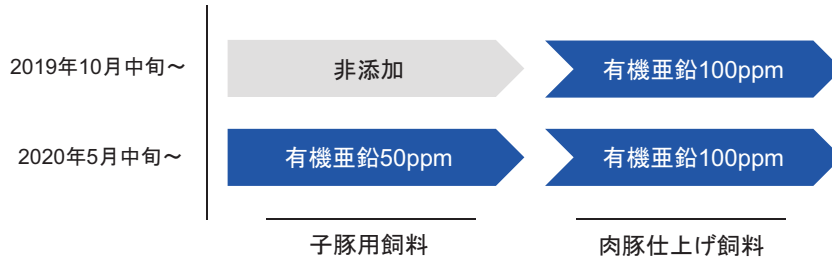 2019年10月中旬～
非添加
有機亜鉛100ppm
2020年5月中旬～
有機亜鉛50ppm
有機亜鉛100ppm
子豚用飼料
肉豚仕上げ飼料